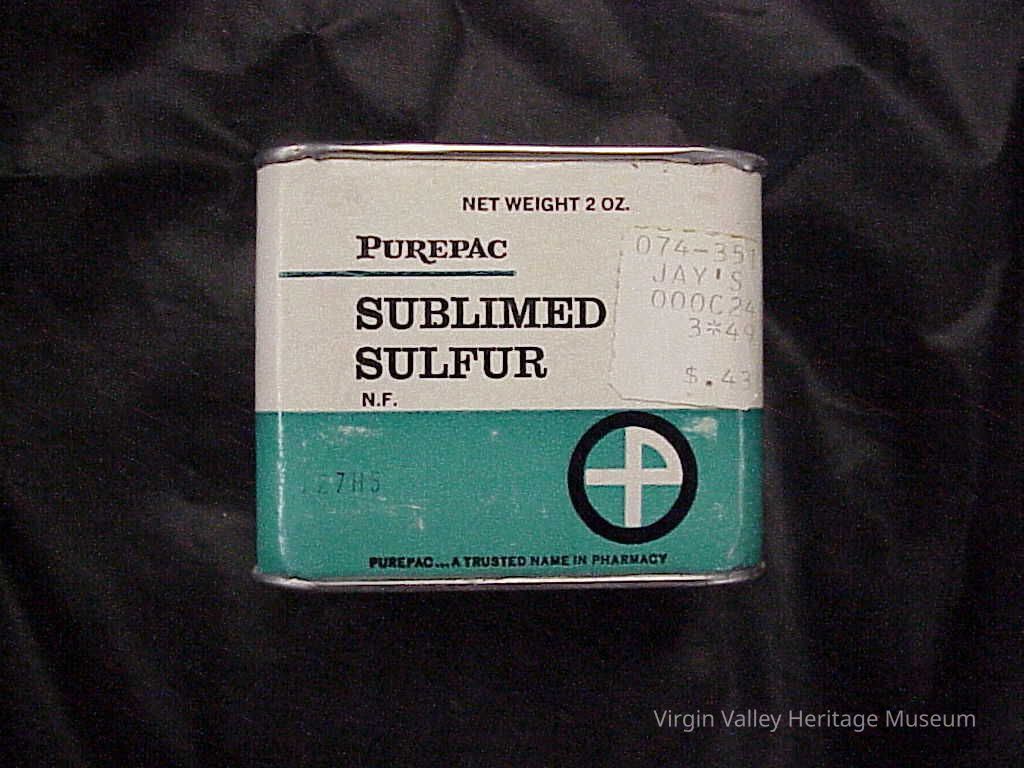 NET WEIGHT 2 OZ.
PUREPAC
SUBLIMED
SULFUR
N.F.
074-351
JAY'S
000C24
3*49
$.43
7H5
PUREPAC...A TRUSTED NAME IN PHARMACY
Virgin Valley Heritage Museum